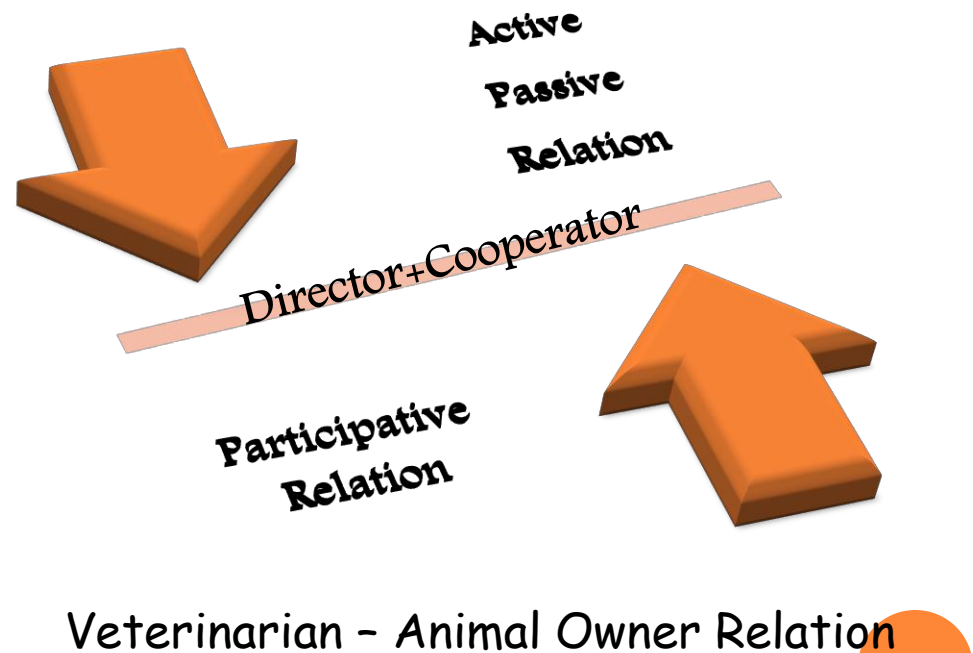 Active
Passive
Relation
Director+Cooperator
Participative
Relation
Veterinarian – Animal Owner Relation